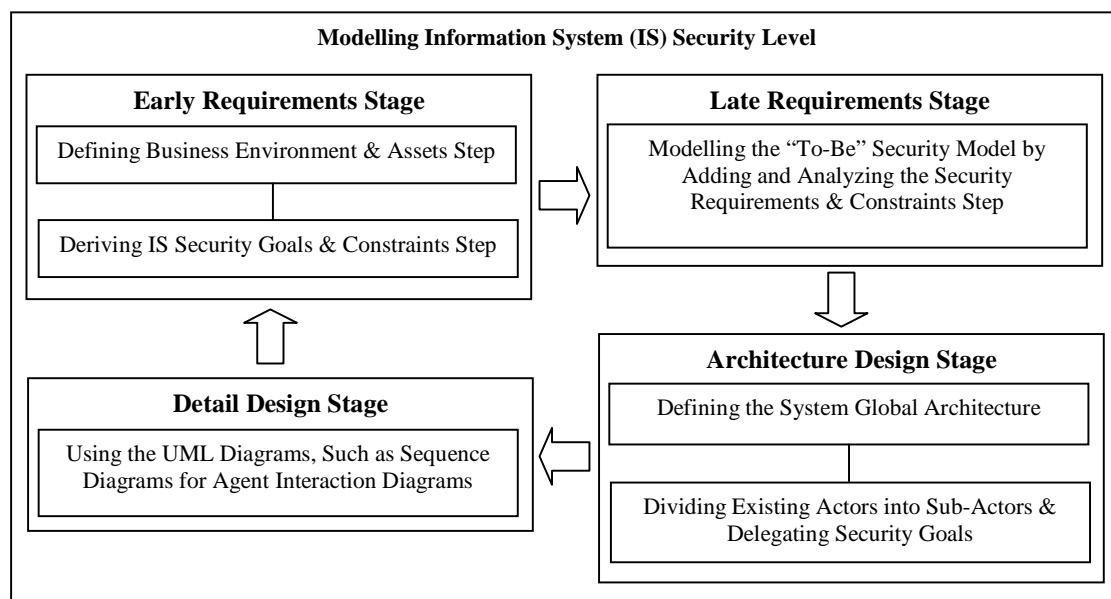 Modelling Information System (IS) Security Level
Early Requirements Stage
Defining Business Environment & Assets Step
Deriving IS Security Goals & Constraints Step
Late Requirements Stage
Modelling the “To-Be” Security Model by
Adding and Analyzing the Security
Requirements & Constraints Step
Architecture Design Stage
Defining the System Global Architecture
Dividing Existing Actors into Sub-Actors &
Delegating Security Goals
Detail Design Stage
Using the UML Diagrams, Such as Sequence
Diagrams for Agent Interaction Diagrams